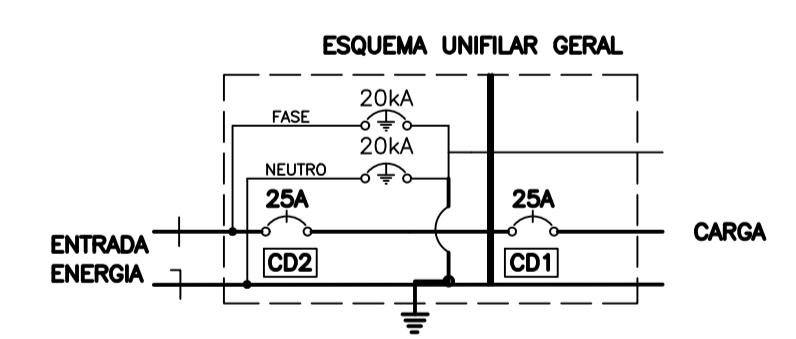 ESQUEMA UNIFILAR GERAL
20kA
FASE
20kA
NEUTRO
25A
25A
ENTRADA
ENERGIA
CARGA
CD2
CD1